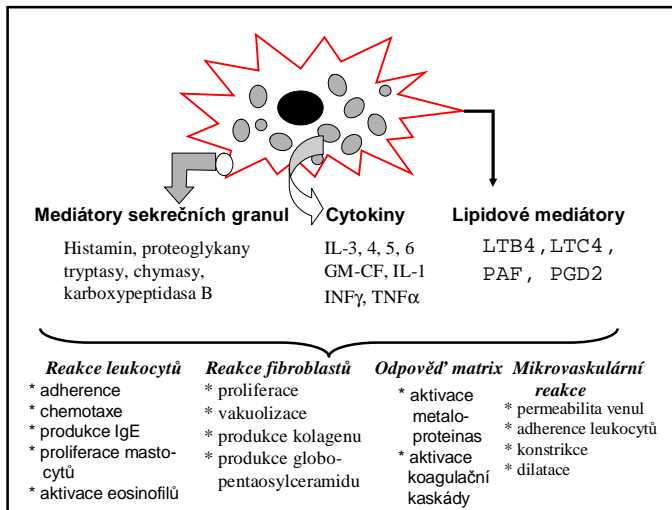 Mediátory sekrečních granul
Histamin, proteoglykany
tryptasy, chymasy,
karboxypeptidasa B
Cytokiny
IL-3, 4, 5, 6
GM-CF, IL-1
INFγ, TNFα
Lipidové mediátory
LTB4,LTC4,
PAF, PGD2
Reakce leukocytů
* adherence
* chemotaxe
* produkce IgE
* proliferace masto-
cytů
* aktivace eosinofilů
Reakce fibroblastů
* proliferace
* vakuolizace
* produkce kolagenu
* produkce globo-
pentaosylceramidu
Odpověď matrix
* aktivace
metalo-
proteinas
* aktivace
koagulační
kaskády
Mikrovaskulární
reakce
* permeabilita venul
* adherence leukocytů
* konstrikce
* dilatace